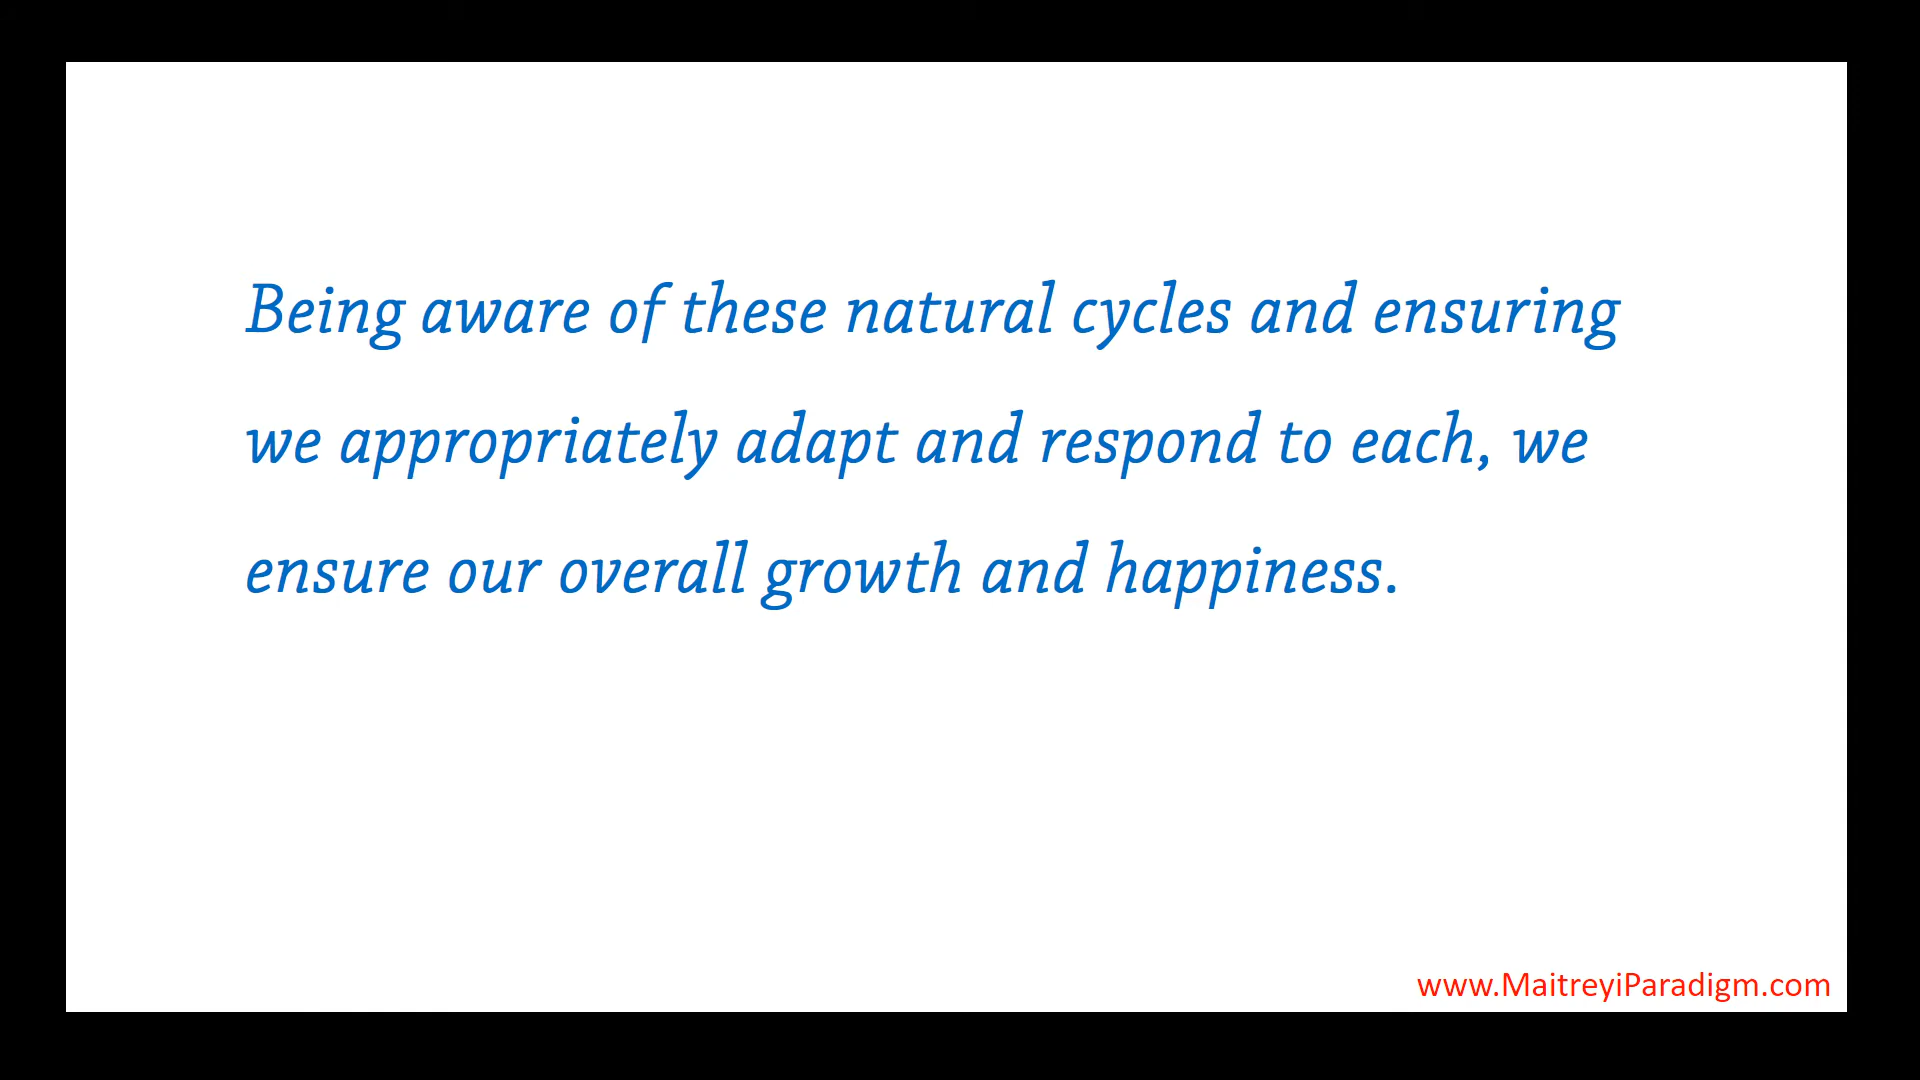 Being aware of these natural cycles and ensuring
we appropriately adapt and respond to each, we
ensure our overall growth and happiness.
www.MaitreyiParadigm.com